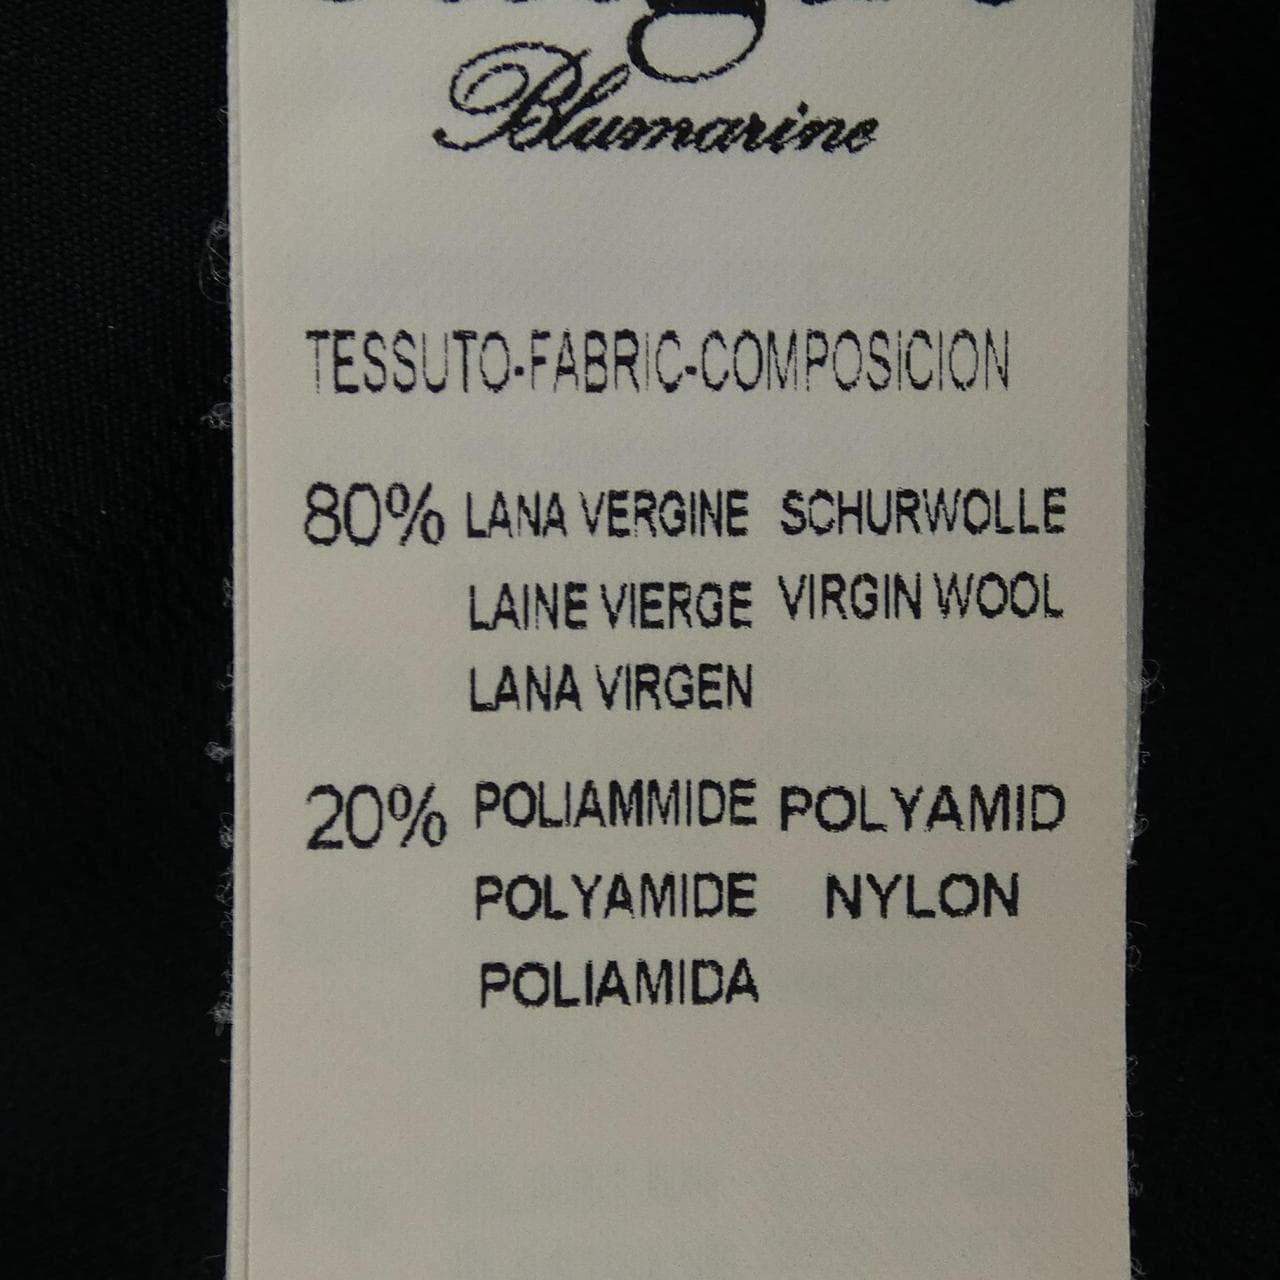 Blumarine
TESSUTO-FABRIC-COMPOSICION
80% LANA VERGINE SCHURWOLLE
LAINE VIERGE VIRGIN WOOL
LANA VIRGEN
20% POLIAMMIDE POLYAMID
POLYAMIDE NYLON
POLIAMIDA